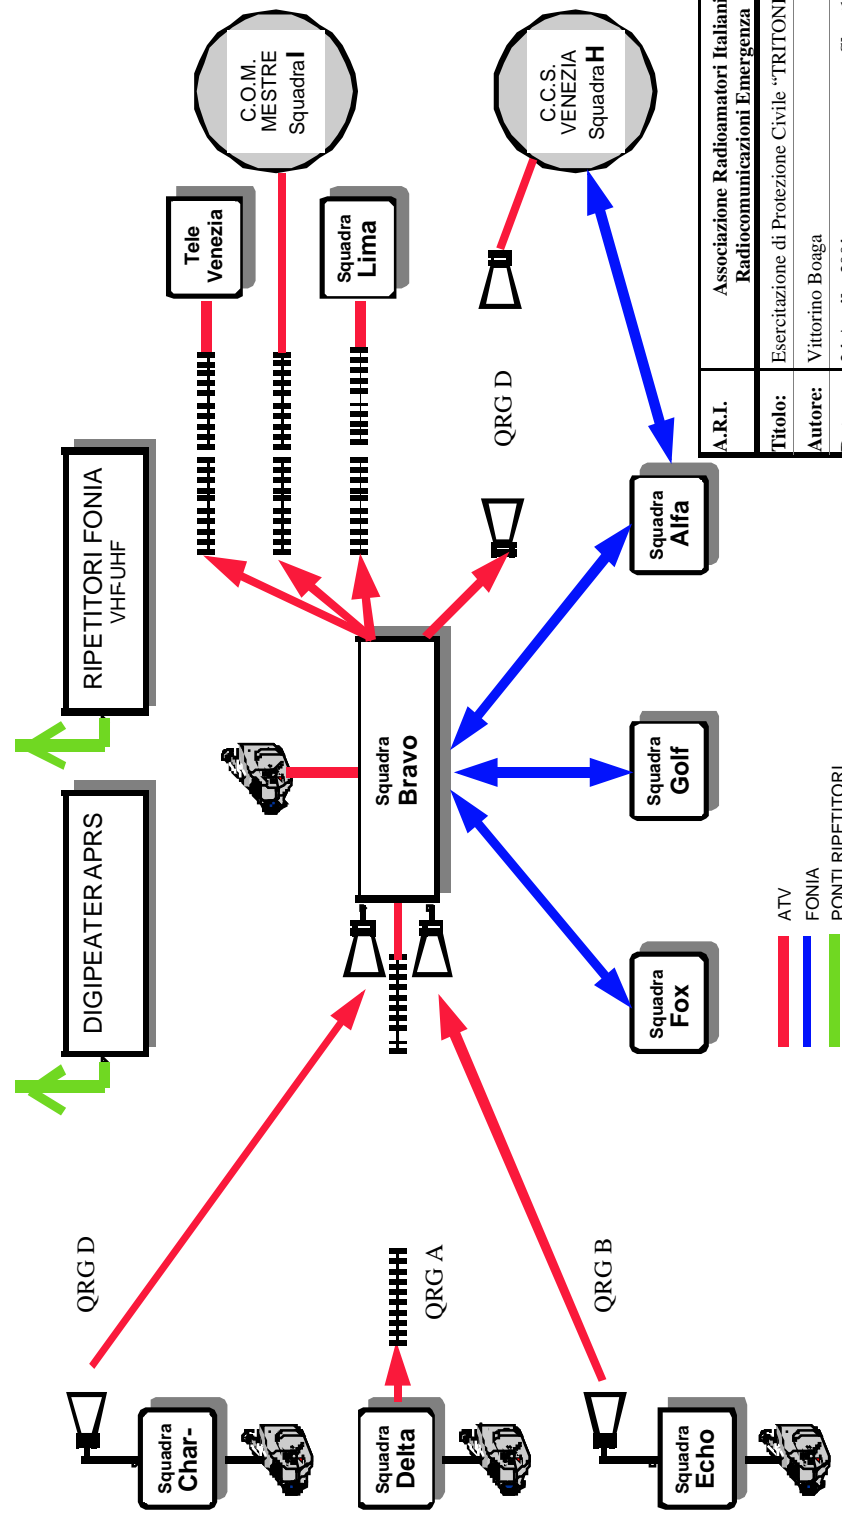 DIGIPEATER APRS
RIPETITORI FONIA
VHF-UHF
C.O.M.
MESTRE
Squadra I
Tele
Venezia
Squadra
Lima
C.C.S.
VENEZIA
Squadra H
QRG D
QRG D
Squadra
Char-
QRG A
Squadra
Delta
QRG B
Squadra
Echo
Squadra
Bravo
Squadra
Fox
Squadra
Golf
Squadra
Alfa
ATV
FONIA
PONTI RIPETITORI
A.R.I.
Associazione Radioamatori Italiani
Radiocomunicazioni Emergenza
Titolo: Esercitazione di Protezione Civile "TRITONE
Autore: Vittorino Boaga